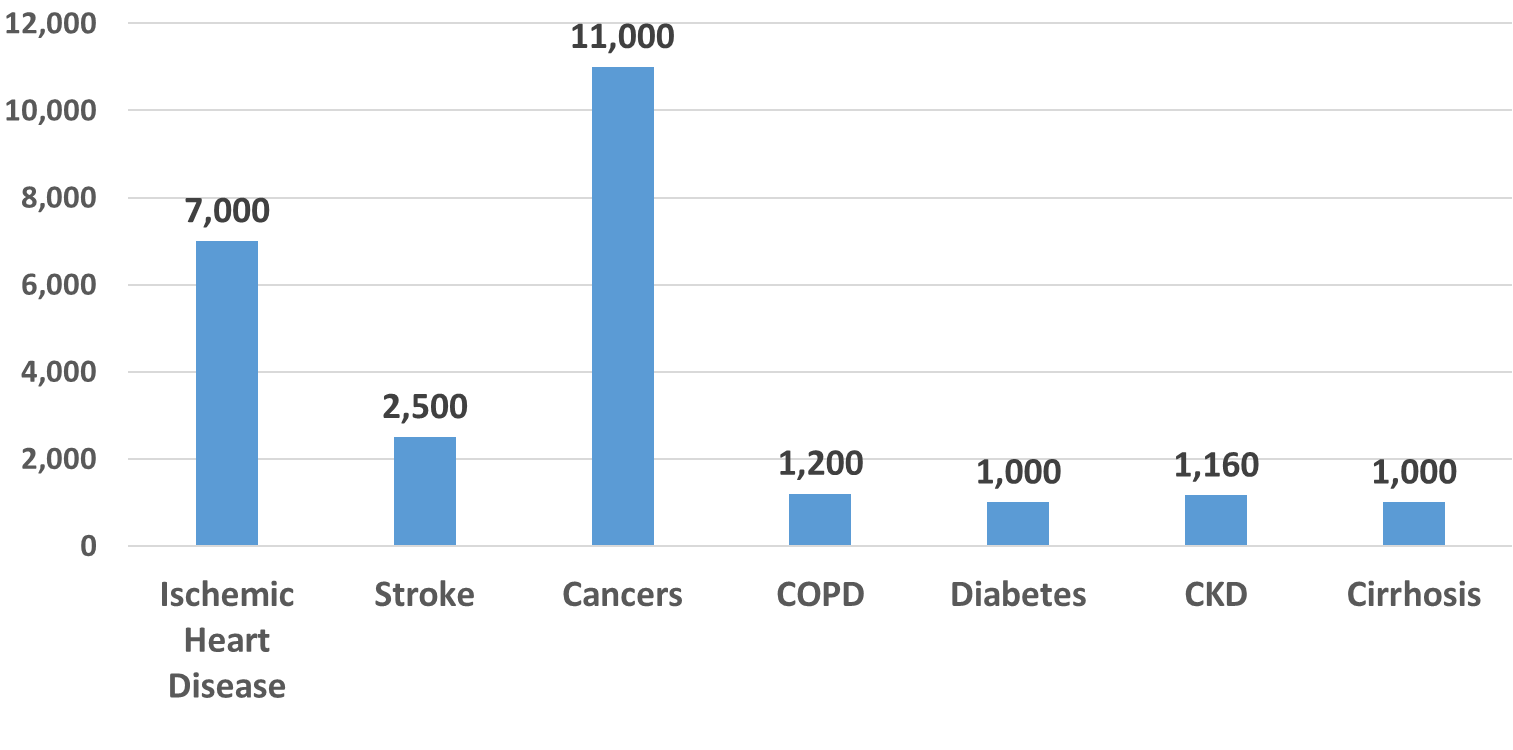 12,000
10,000
8,000
6,000
4,000
2,000
0
7,000
2,500
11,000
1,200
1,000
1,160
1,000
Ischemic
Heart
Disease
Stroke
Cancers
COPD
Diabetes
CKD
Cirrhosis